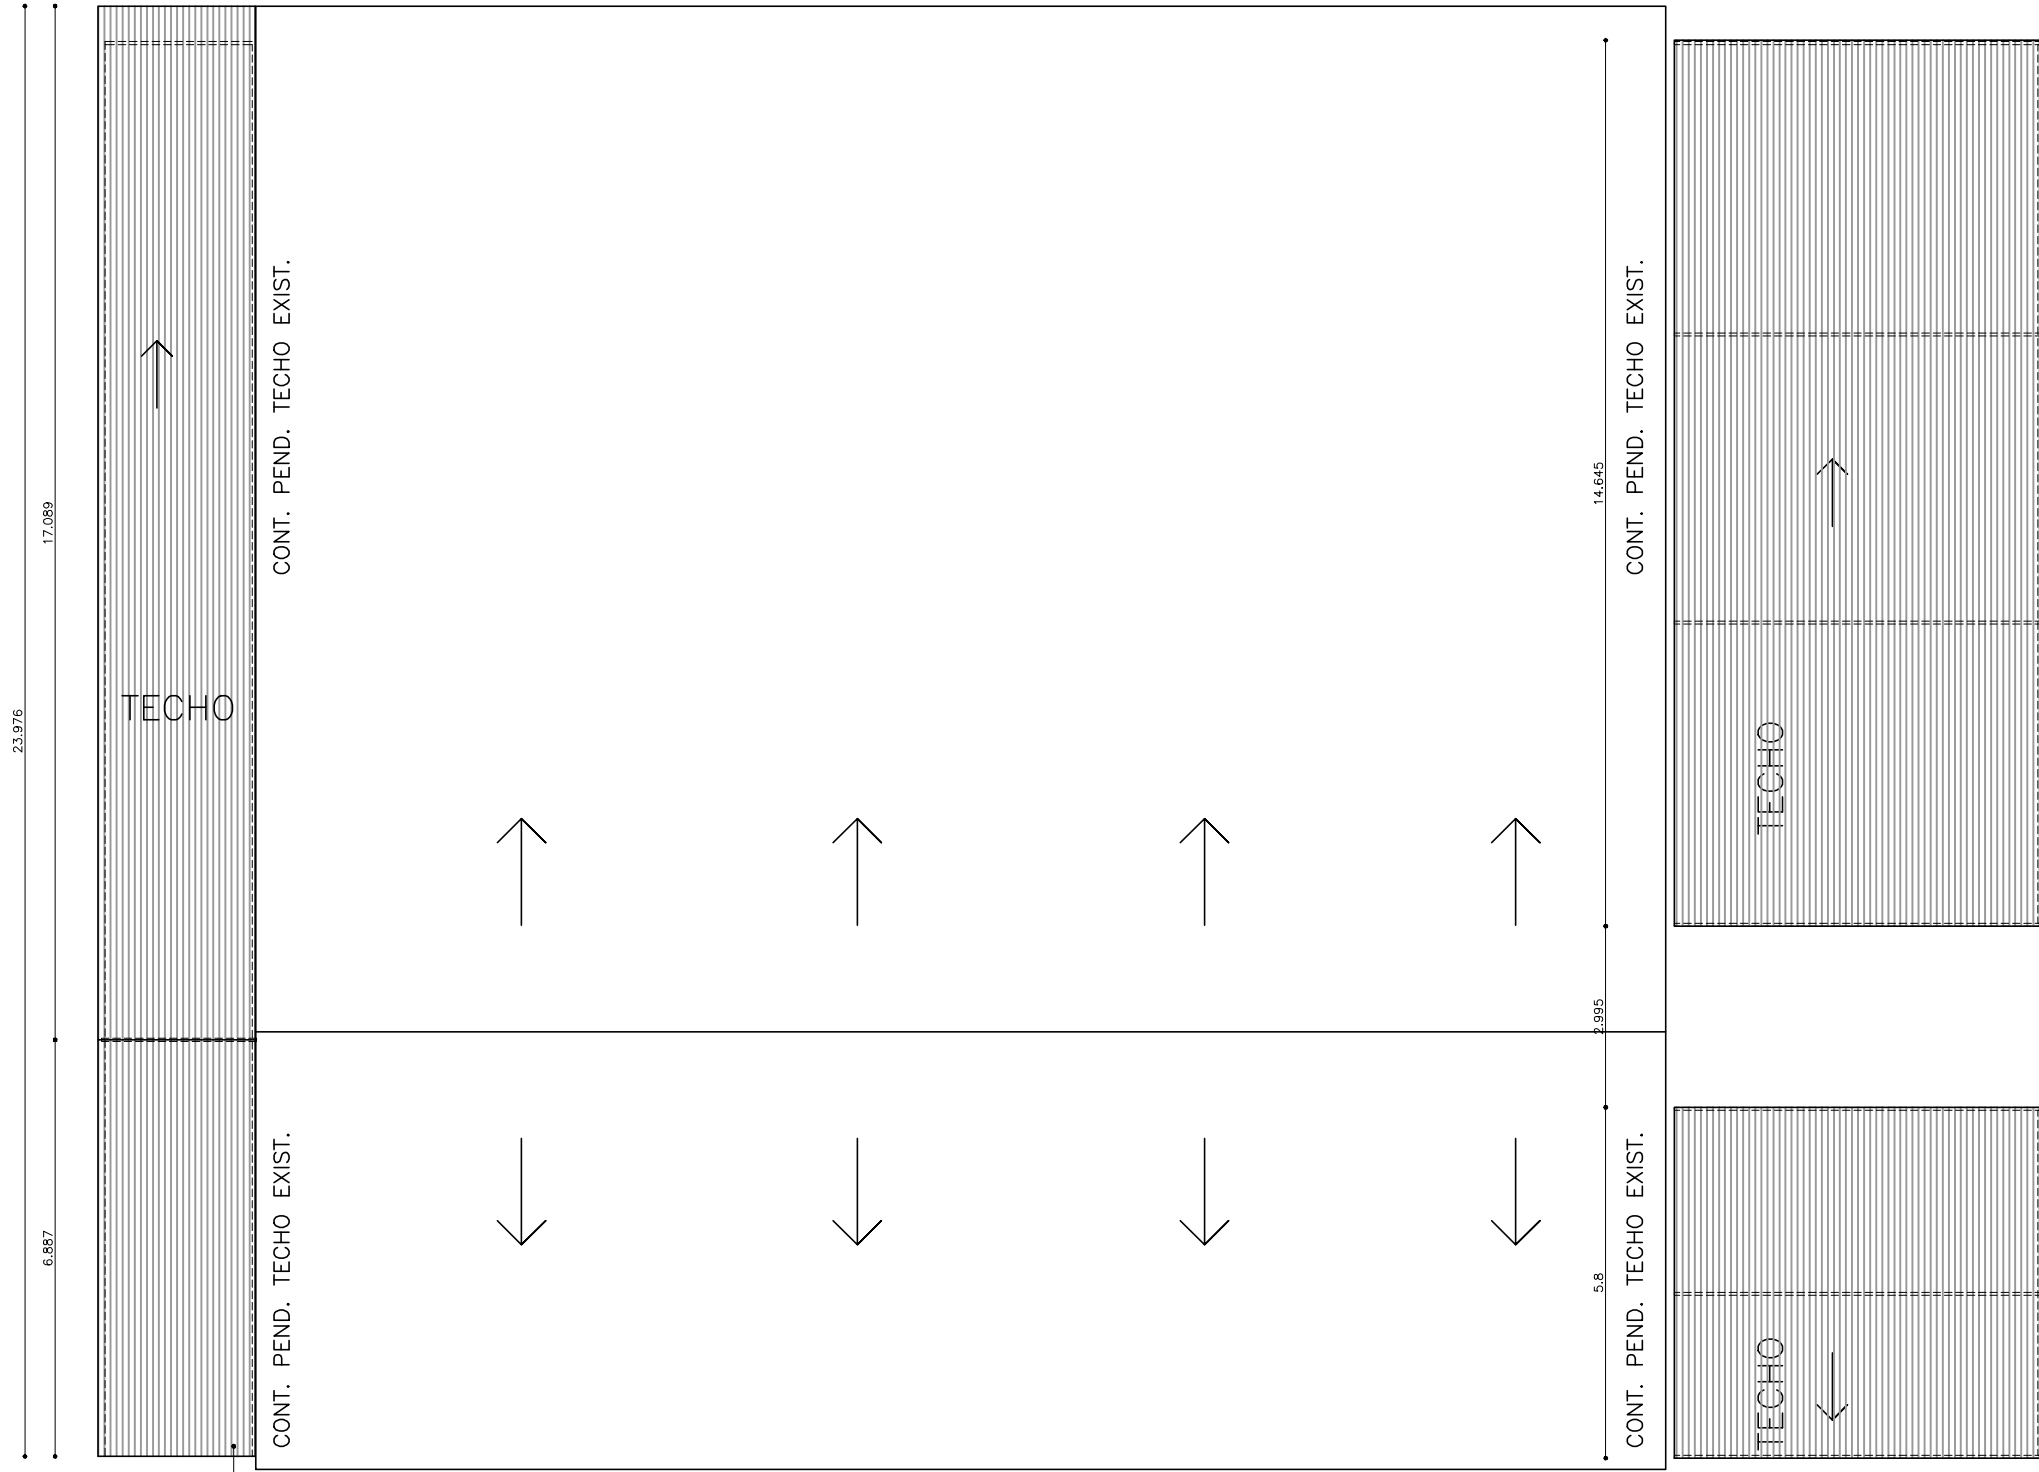 23.976
17.089
6.887
TECHO
CONT. PEND. TECHO EXIST.
CONT. PEND. TECHO EXIST.
14.645
2.995
5.8
CONT. PEND. TECHO EXIST.
CONT. PEND. TECHO EXIST.
TECHO
TECHO